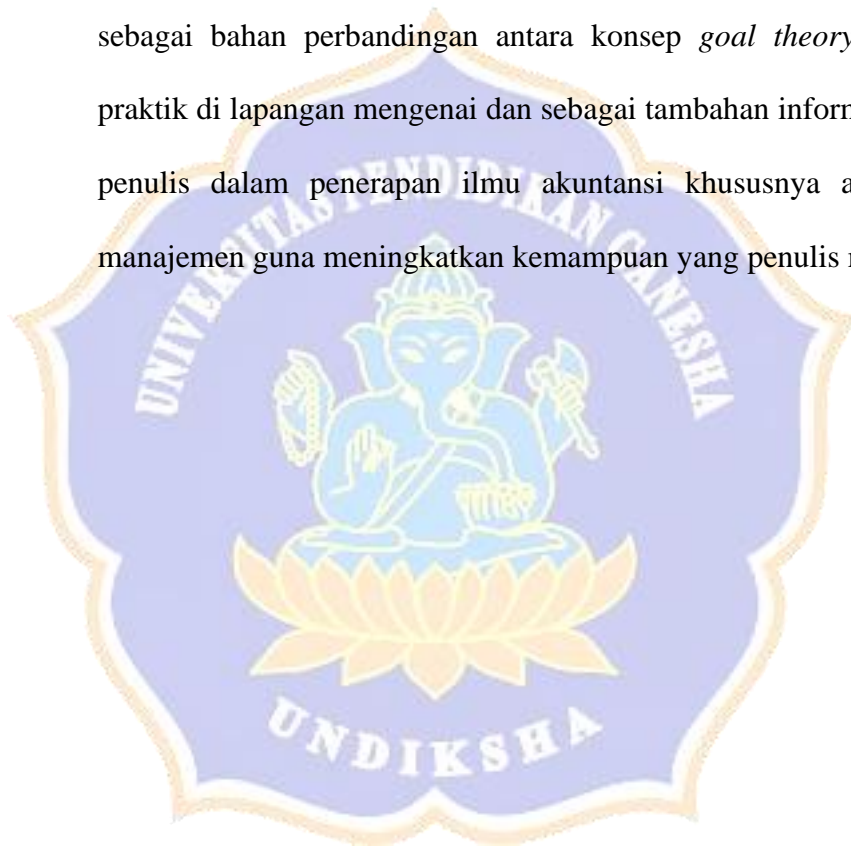 sebagai bahan perbandingan antara konsep goal theory
praktik di lapangan mengenai dan sebagai tambahan
penulis dalam penerapan ilmu akuntansi khususnya
manajemen guna meningkatkan kemampuan yang penulis
UNIVERSITAS PENDIDIKAN GANESHA
UNDIKSHA